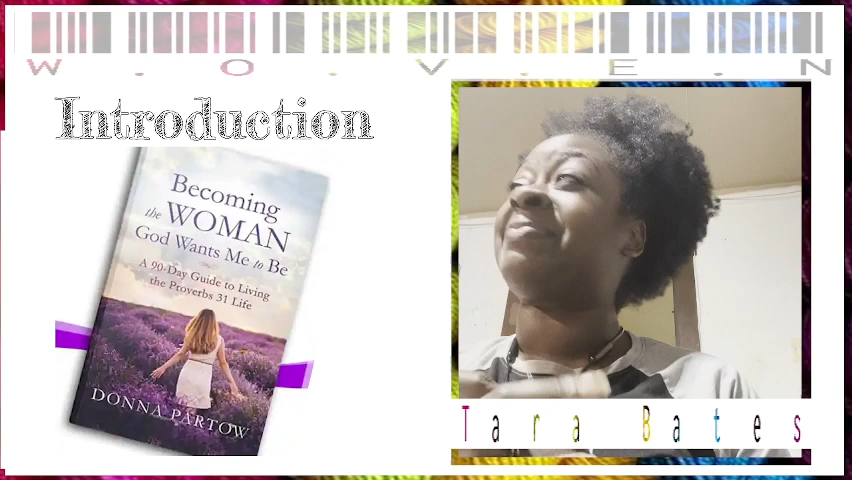 W.O.V.E.N
Introduction
Becoming
the WOMAN
God Wants Me to Be
A 90-Day Guide to Living
the Proverbs 31 Life
DONNA PARTOW
Tara Bates